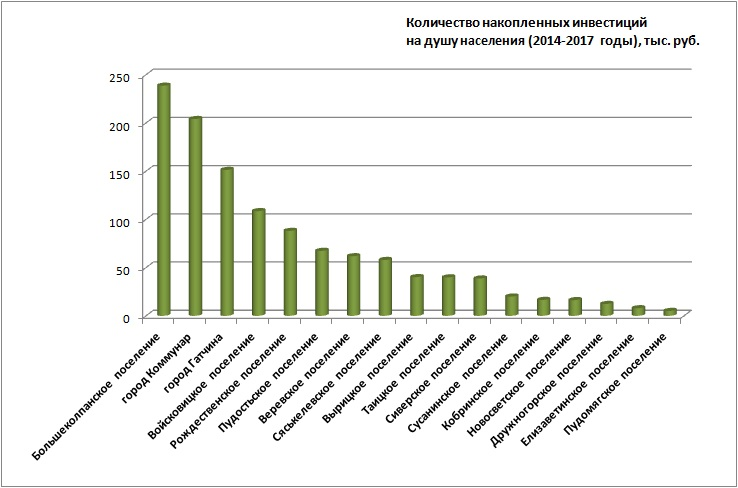 Количество накопленных инвестиций
на душу населения (2014-2017 годы), тыс. руб.
250
200
150
100
50
0
Большеколпанское поселение
город Коммунар
город Гатчина
Войсковицкое поселение
Рождественское поселение
Пудостьское поселение
Веревское поселение
Сяськелевское поселение
Вырицкое поселение
Таицкое поселение
Сиверское поселение
Сусанинское поселение
Кобринское поселение
Новосветское поселение
Дружногорское поселение
Елизаветинское поселение
Пудомягское поселение